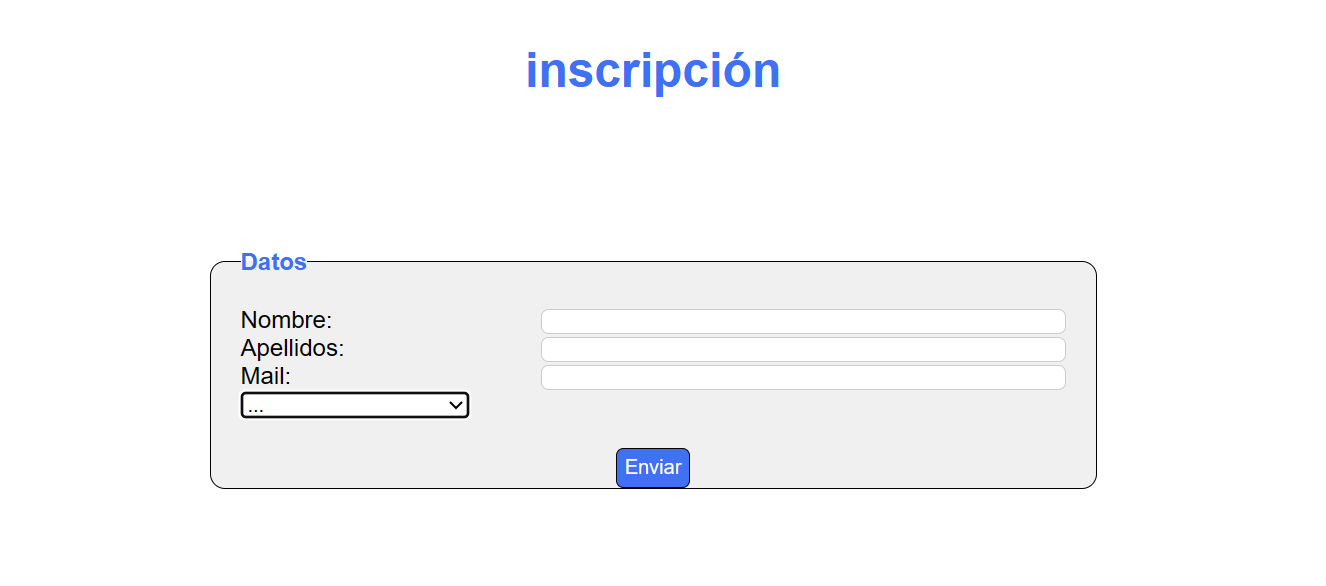 inscripción
Datos
Nombre:
Apellidos:
Mail:
...
Enviar